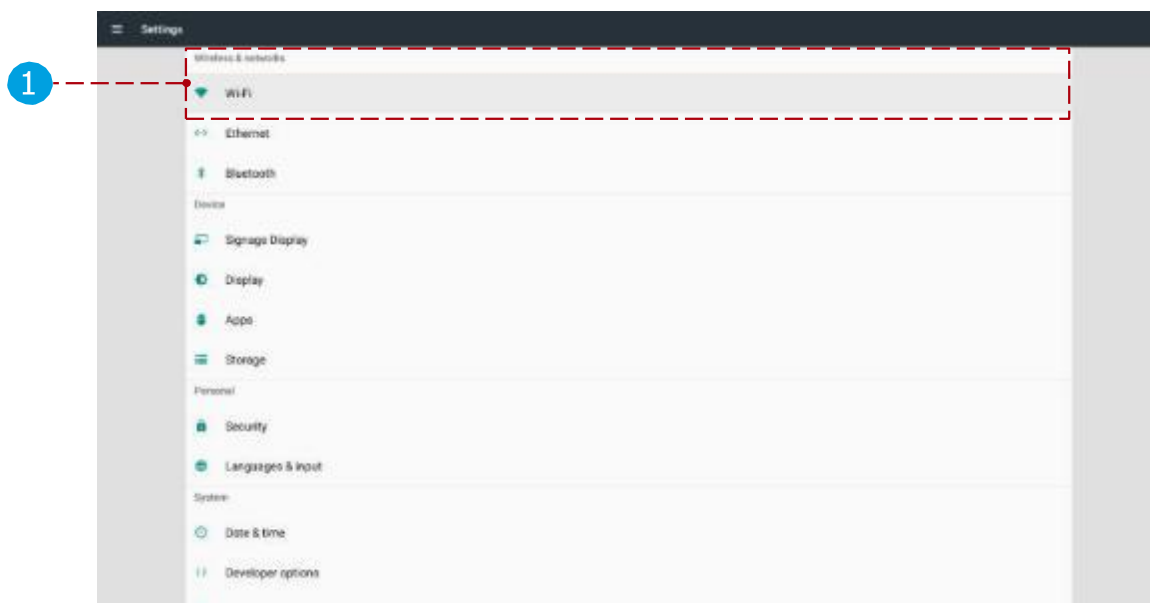 Settings
Wireless & networks
1
Wi-Fi
Ethernet
Bluetooth
Device
Signage Display
Display
Apps
Storage
Personal
Security
Languages & input
System
Date & time
Developer options